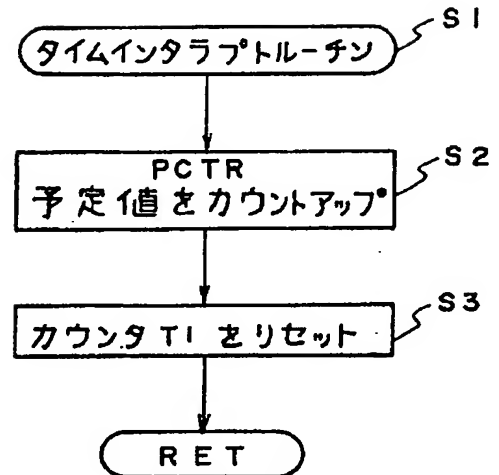 S1
タイムインタラプトルーチン
S2
PCTR
予定値をカウントアップ
S3
カウンタT1をリセット
RET